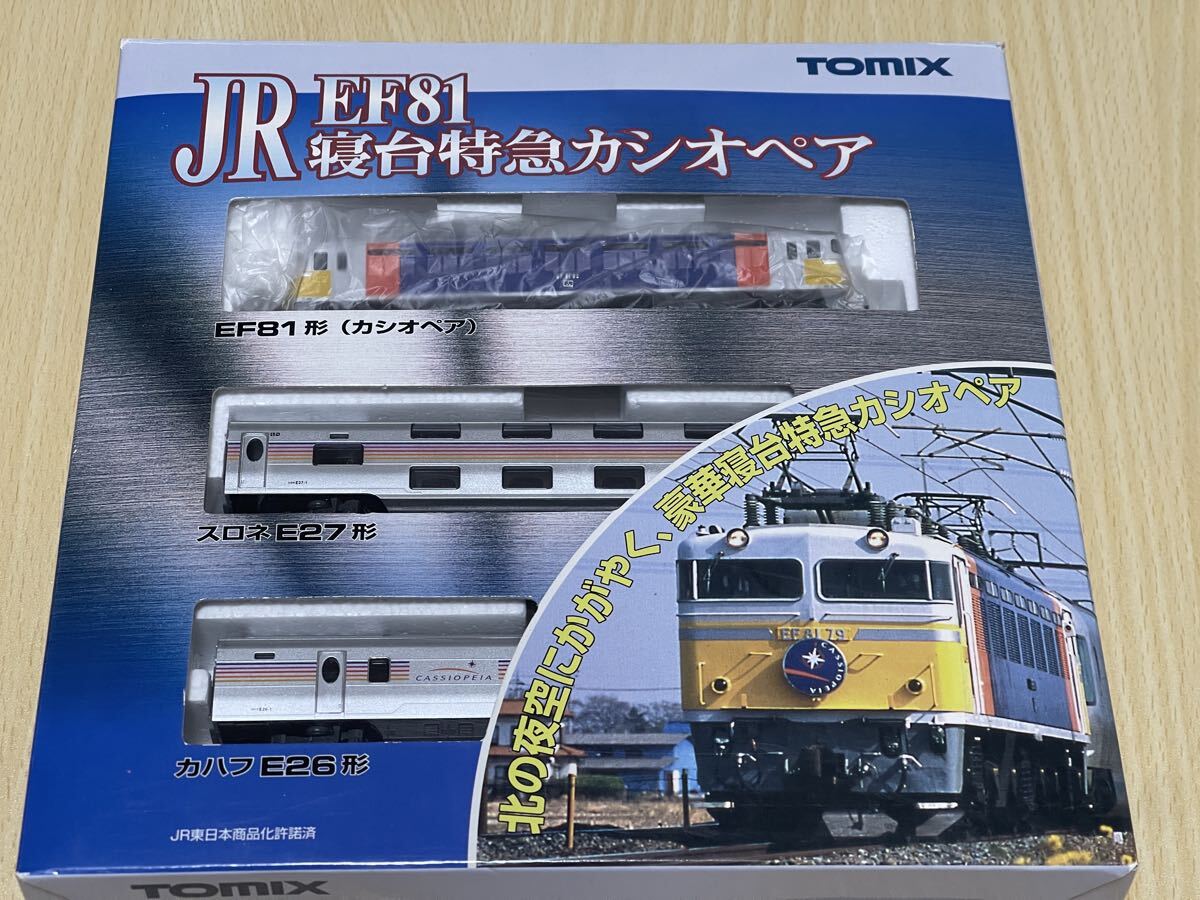 TOMIX
JR EF81
寝台特急カシオペア
EF81形(カシオペア)
スロネE27形
CASSIOPEIA
カハフE26形
北の夜空にかがやく、豪華寝台特急カシオペア
EF 81 79
CASSIOPEIA
JR東日本商品化許諾済
TOMIX